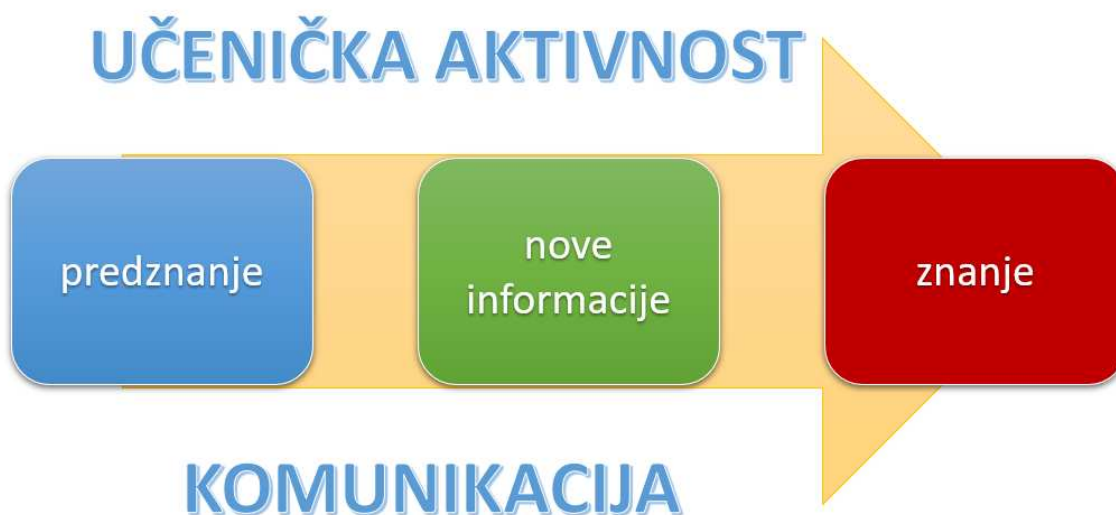 UČENIČKA AKTIVNOST
predznanje
nove
informacije
znanje
KOMUNIKACIJA